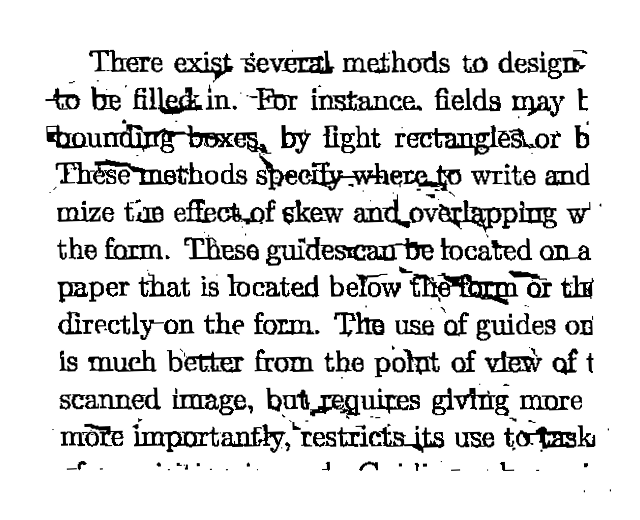 There exist several methods to design
to be filled in. For instance, fields may b
bounding boxes, by light rectangles or b
These methods specify where to write and
mize the effect of skew and overlapping w
the form. These guides can be located on a
paper that is located below the form or
directly on the form. The use of guides on
is much better from the point of view of t
scanned image, but requires giving more
more importantly, restricts its use to task